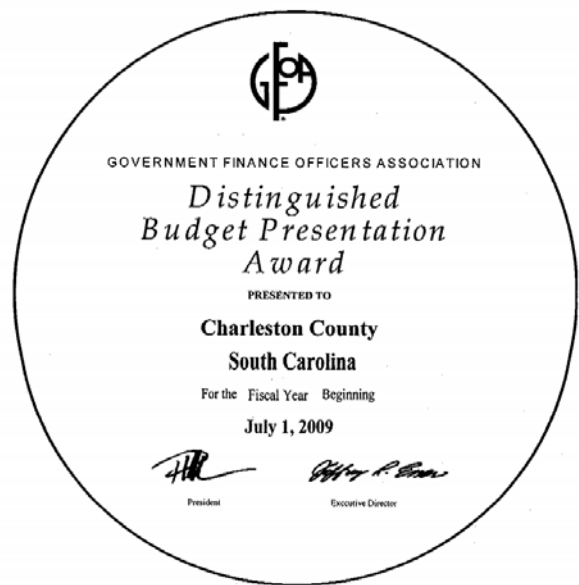 GFOA
GOVERNMENT FINANCE OFFICERS ASSOCIATION
Distinguished
Budget Presentation
Award
PRESENTED TO
Charleston County
South Carolina
For the Fiscal Year Beginning
July 1, 2009
President
Executive Director